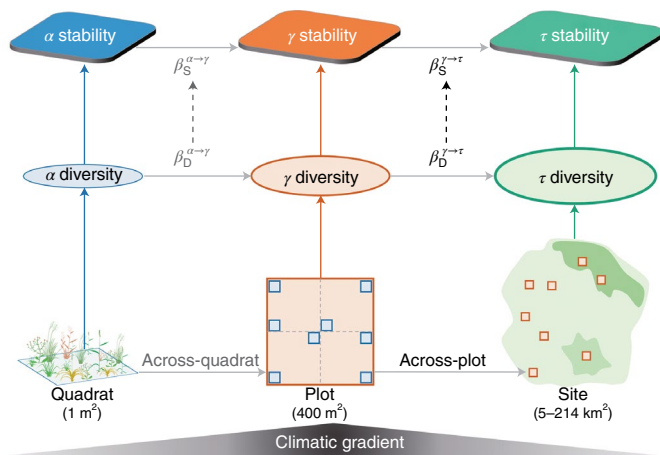 α stability
γ stability
τ stability
β_S^{α→γ}
β_S^{γ→τ}
β_D^{α→γ}
β_D^{γ→τ}
α diversity
γ diversity
τ diversity
Across-quadrat
Across-plot
Quadrat
(1 m²)
Plot
(400 m²)
Site
(5–214 km²)
Climatic gradient